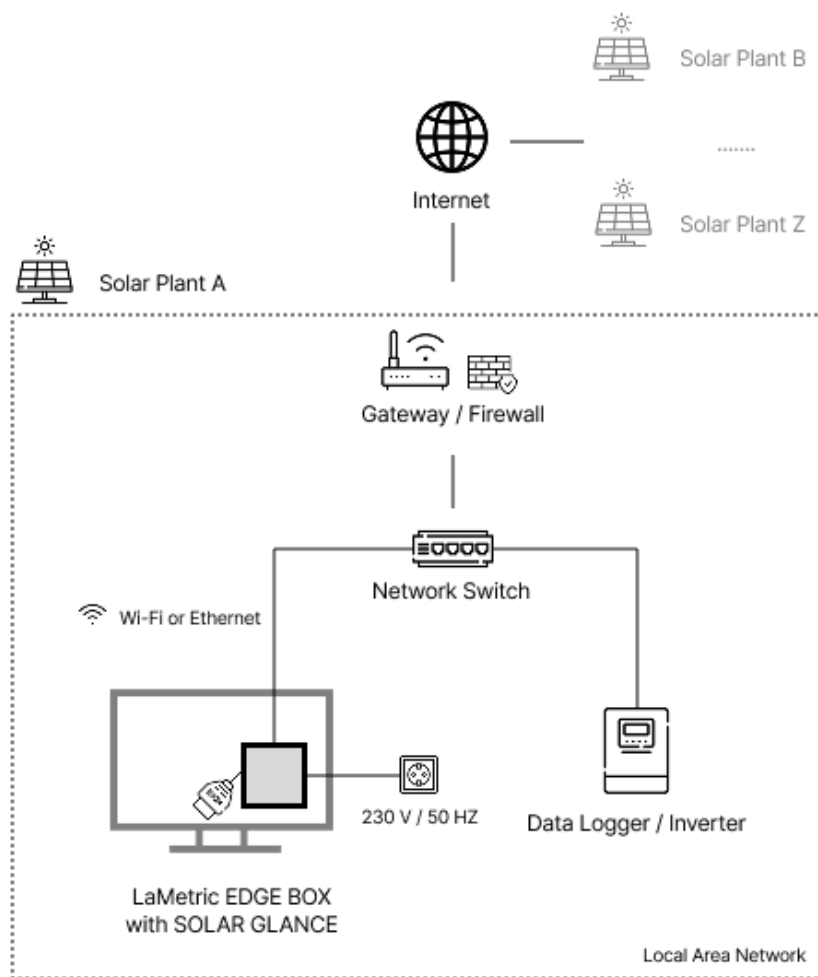 Solar Plant B
........
Internet
Solar Plant Z
Solar Plant A
Gateway / Firewall
Network Switch
Wi-Fi or Ethernet
230 V / 50 HZ
Data Logger / Inverter
LaMetric EDGE BOX
with SOLAR GLANCE
Local Area Network